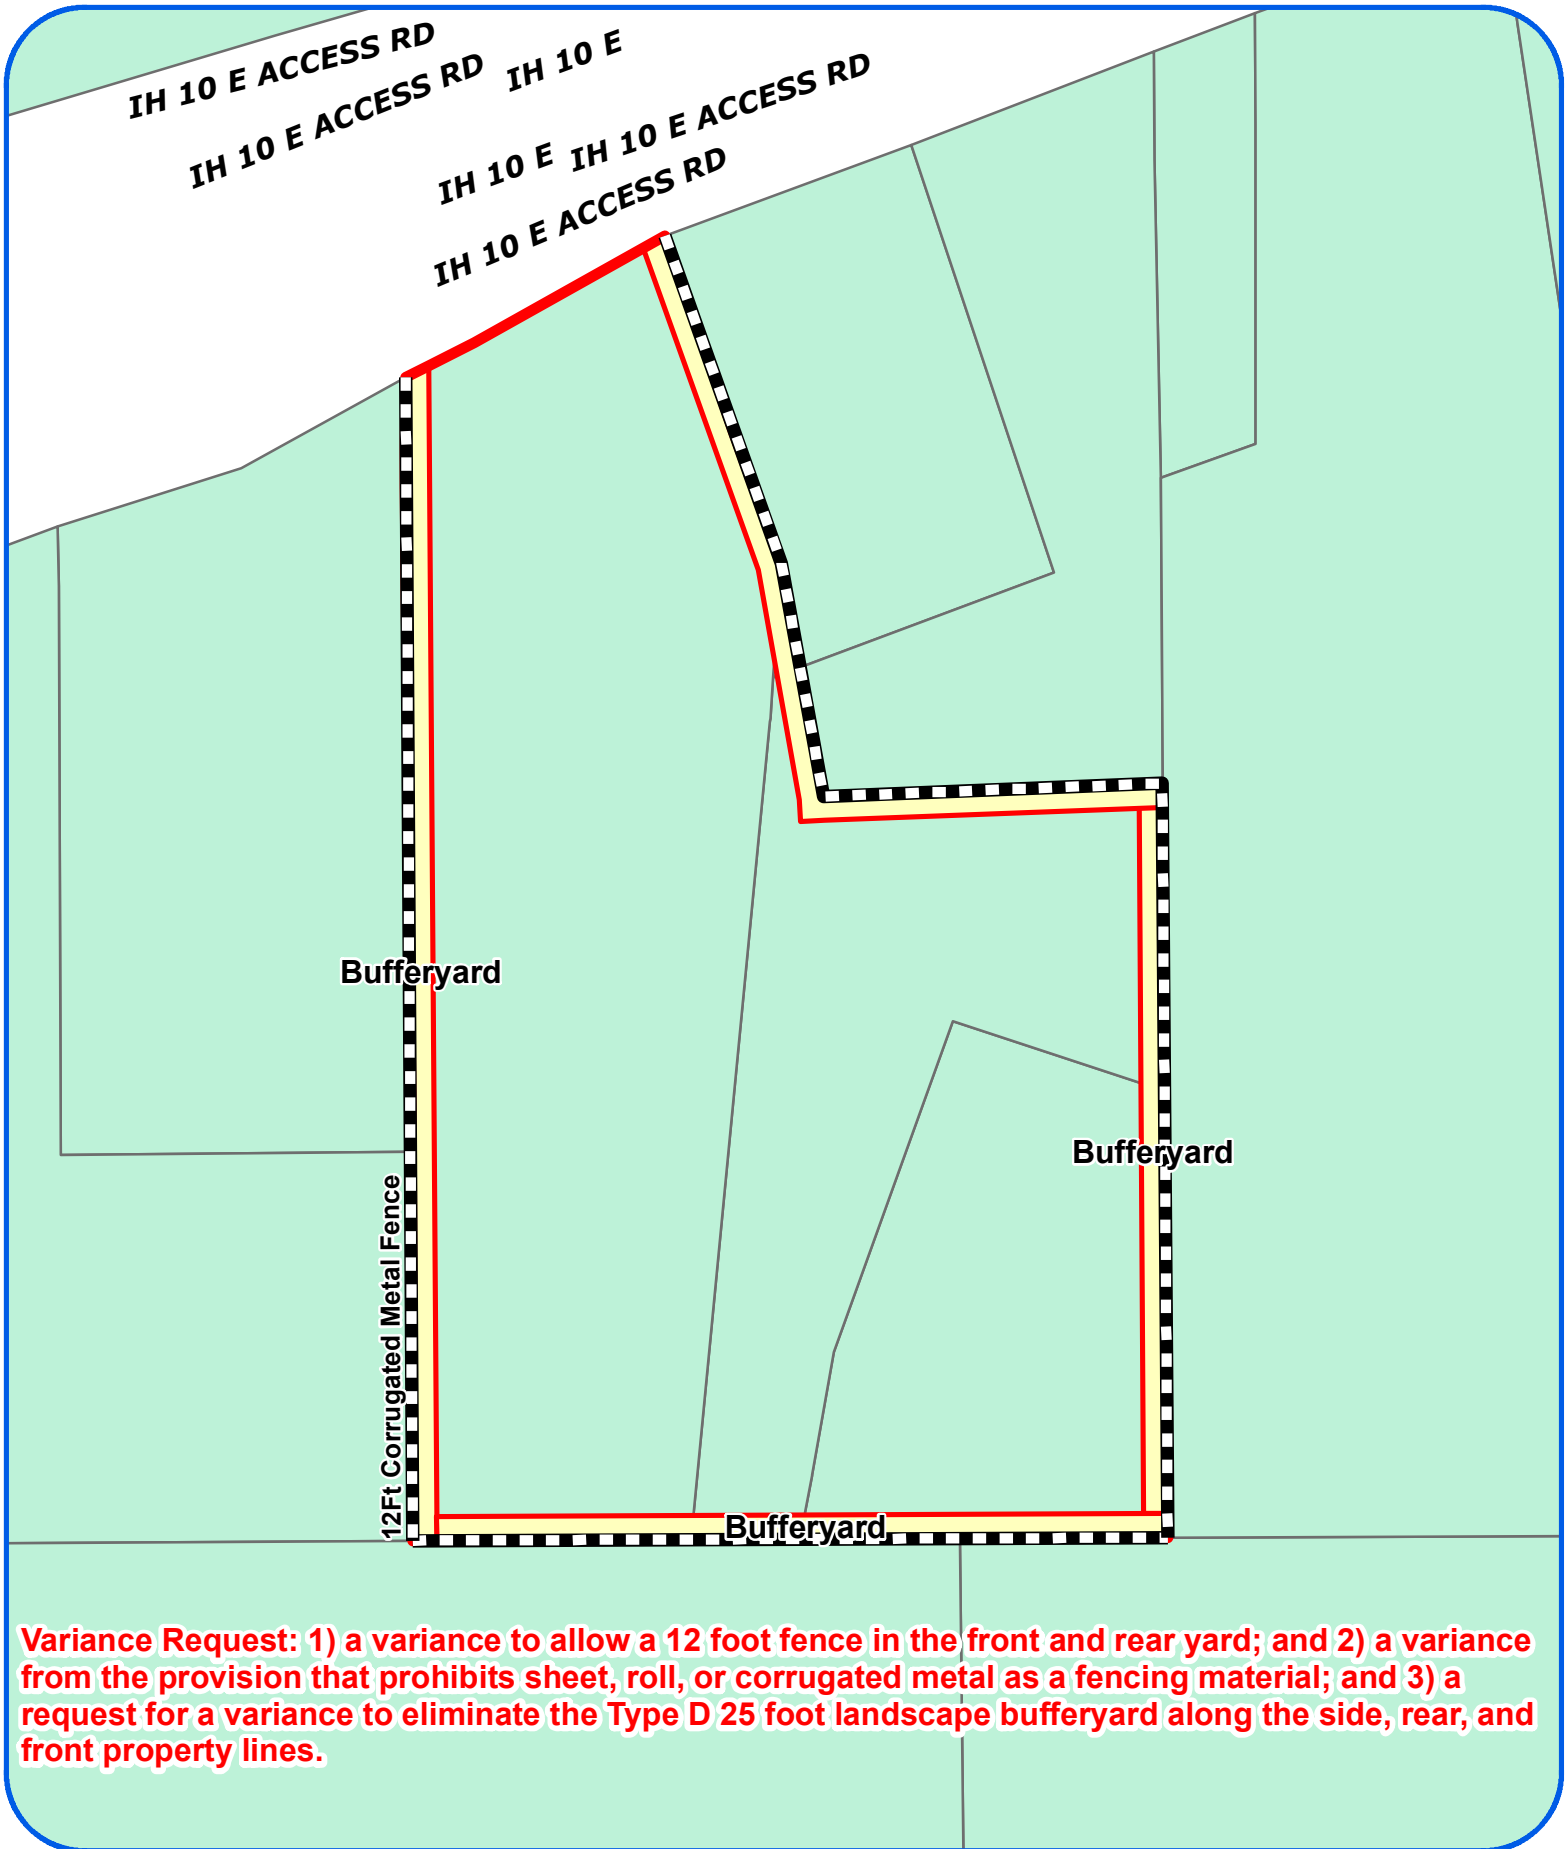 IH 10 E ACCESS RD
IH 10 E ACCESS RD
IH 10 E
IH 10 E ACCESS RD
IH 10 E
IH 10 E ACCESS RD
Bufferyard
Bufferyard
12Ft Corrugated Metal Fence
Bufferyard
Variance Request: 1) a variance to allow a 12 foot fence in the front and rear yard; and 2) a variance
from the provision that prohibits sheet, roll, or corrugated metal as a fencing material; and 3) a
request for a variance to eliminate the Type D 25 foot landscape bufferyard along the side, rear, and
front property lines.